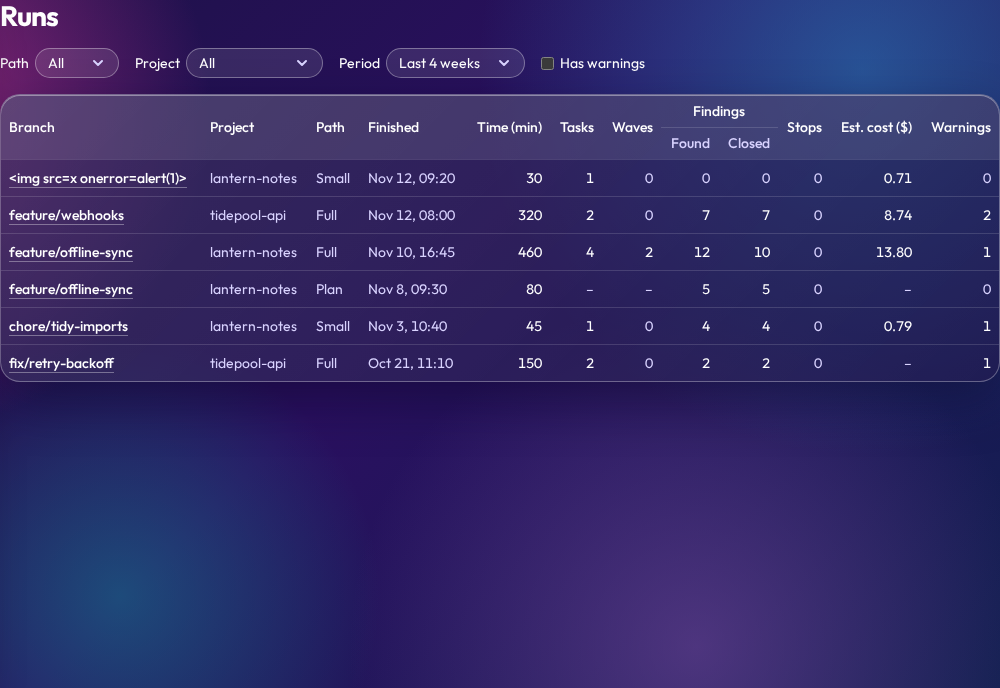 Runs
Path All Project All Period Last 4 weeks Has warnings
Branch Project Path Finished Time (min) Tasks Waves Findings Found Closed Stops Est. cost ($) Warnings
<img src=x onerror=alert(1)> lantern-notes Small Nov 12, 09:20 30 1 0 0 0 0 0.71 0
feature/webhooks tidepool-api Full Nov 12, 08:00 320 2 0 7 7 0 8.74 2
feature/offline-sync lantern-notes Full Nov 10, 16:45 460 4 2 12 10 0 13.80 1
feature/offline-sync lantern-notes Plan Nov 8, 09:30 80 – – 5 5 0 – 0
chore/tidy-imports lantern-notes Small Nov 3, 10:40 45 1 0 4 4 0 0.79 1
fix/retry-backoff tidepool-api Full Oct 21, 11:10 150 2 0 2 2 0 – 1